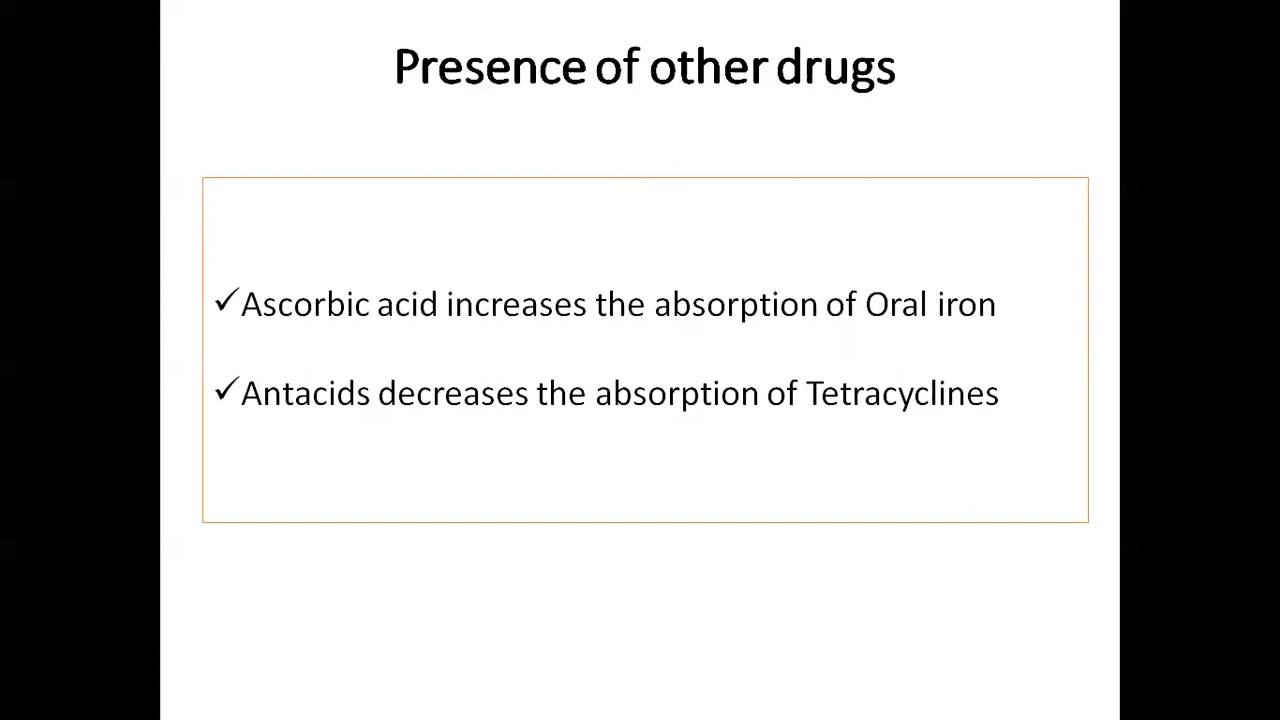 Presence of other drugs
✓Ascorbic acid increases the absorption of Oral iron
✓Antacids decreases the absorption of Tetracyclines